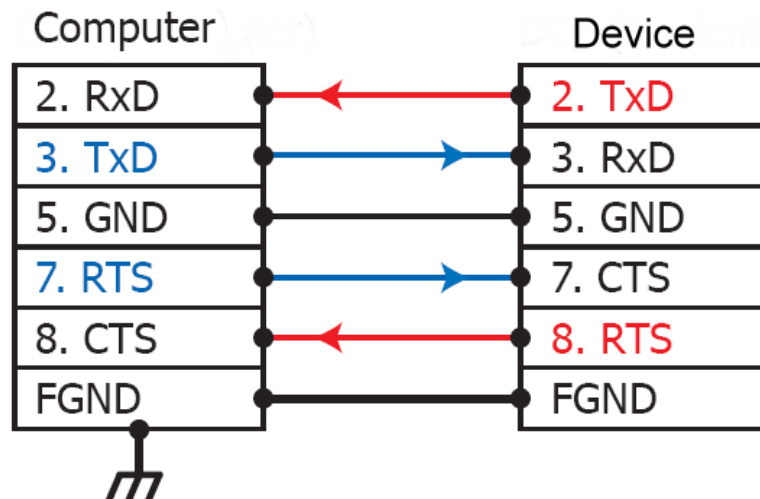 Computer
Device
2. RxD
2. TxD
3. TxD
3. RxD
5. GND
5. GND
7. RTS
7. CTS
8. CTS
8. RTS
FGND
FGND